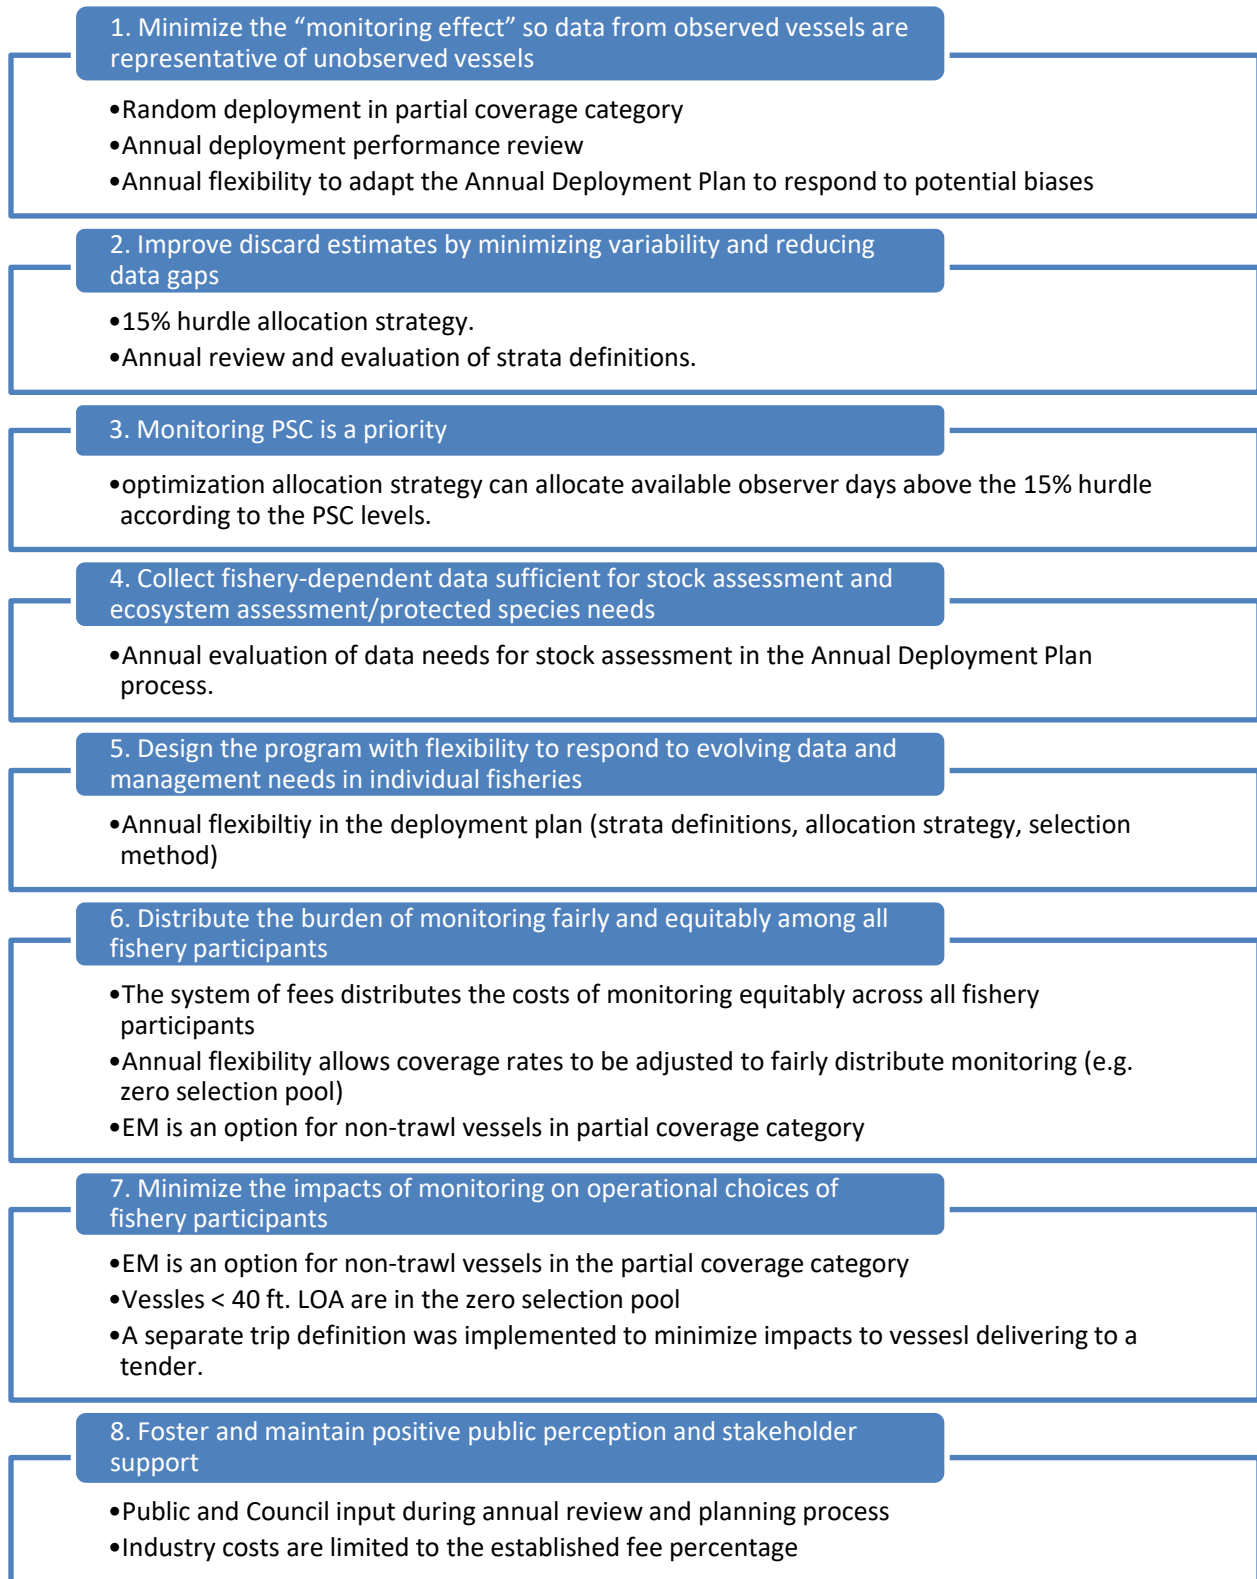 1. Minimize the “monitoring effect” so data from observed vessels are
representative of unobserved vessels
•Random deployment in partial coverage category
•Annual deployment performance review
•Annual flexibility to adapt the Annual Deployment Plan to respond to potential biases
2. Improve discard estimates by minimizing variability and reducing
data gaps
•15% hurdle allocation strategy.
•Annual review and evaluation of strata definitions.
3. Monitoring PSC is a priority
•optimization allocation strategy can allocate available observer days above the 15% hurdle
according to the PSC levels.
4. Collect fishery-dependent data sufficient for stock assessment and
ecosystem assessment/protected species needs
•Annual evaluation of data needs for stock assessment in the Annual Deployment Plan
process.
5. Design the program with flexibility to respond to evolving data and
management needs in individual fisheries
•Annual flexibiltiy in the deployment plan (strata definitions, allocation strategy, selection
method)
6. Distribute the burden of monitoring fairly and equitably among all
fishery participants
•The system of fees distributes the costs of monitoring equitably across all fishery
participants
•Annual flexibility allows coverage rates to be adjusted to fairly distribute monitoring (e.g.
zero selection pool)
•EM is an option for non-trawl vessels in partial coverage category
7. Minimize the impacts of monitoring on operational choices of
fishery participants
•EM is an option for non-trawl vessels in the partial coverage category
•Vessles < 40 ft. LOA are in the zero selection pool
•A separate trip definition was implemented to minimize impacts to vessesl delivering to a
tender.
8. Foster and maintain positive public perception and stakeholder
support
•Public and Council input during annual review and planning process
•Industry costs are limited to the established fee percentage